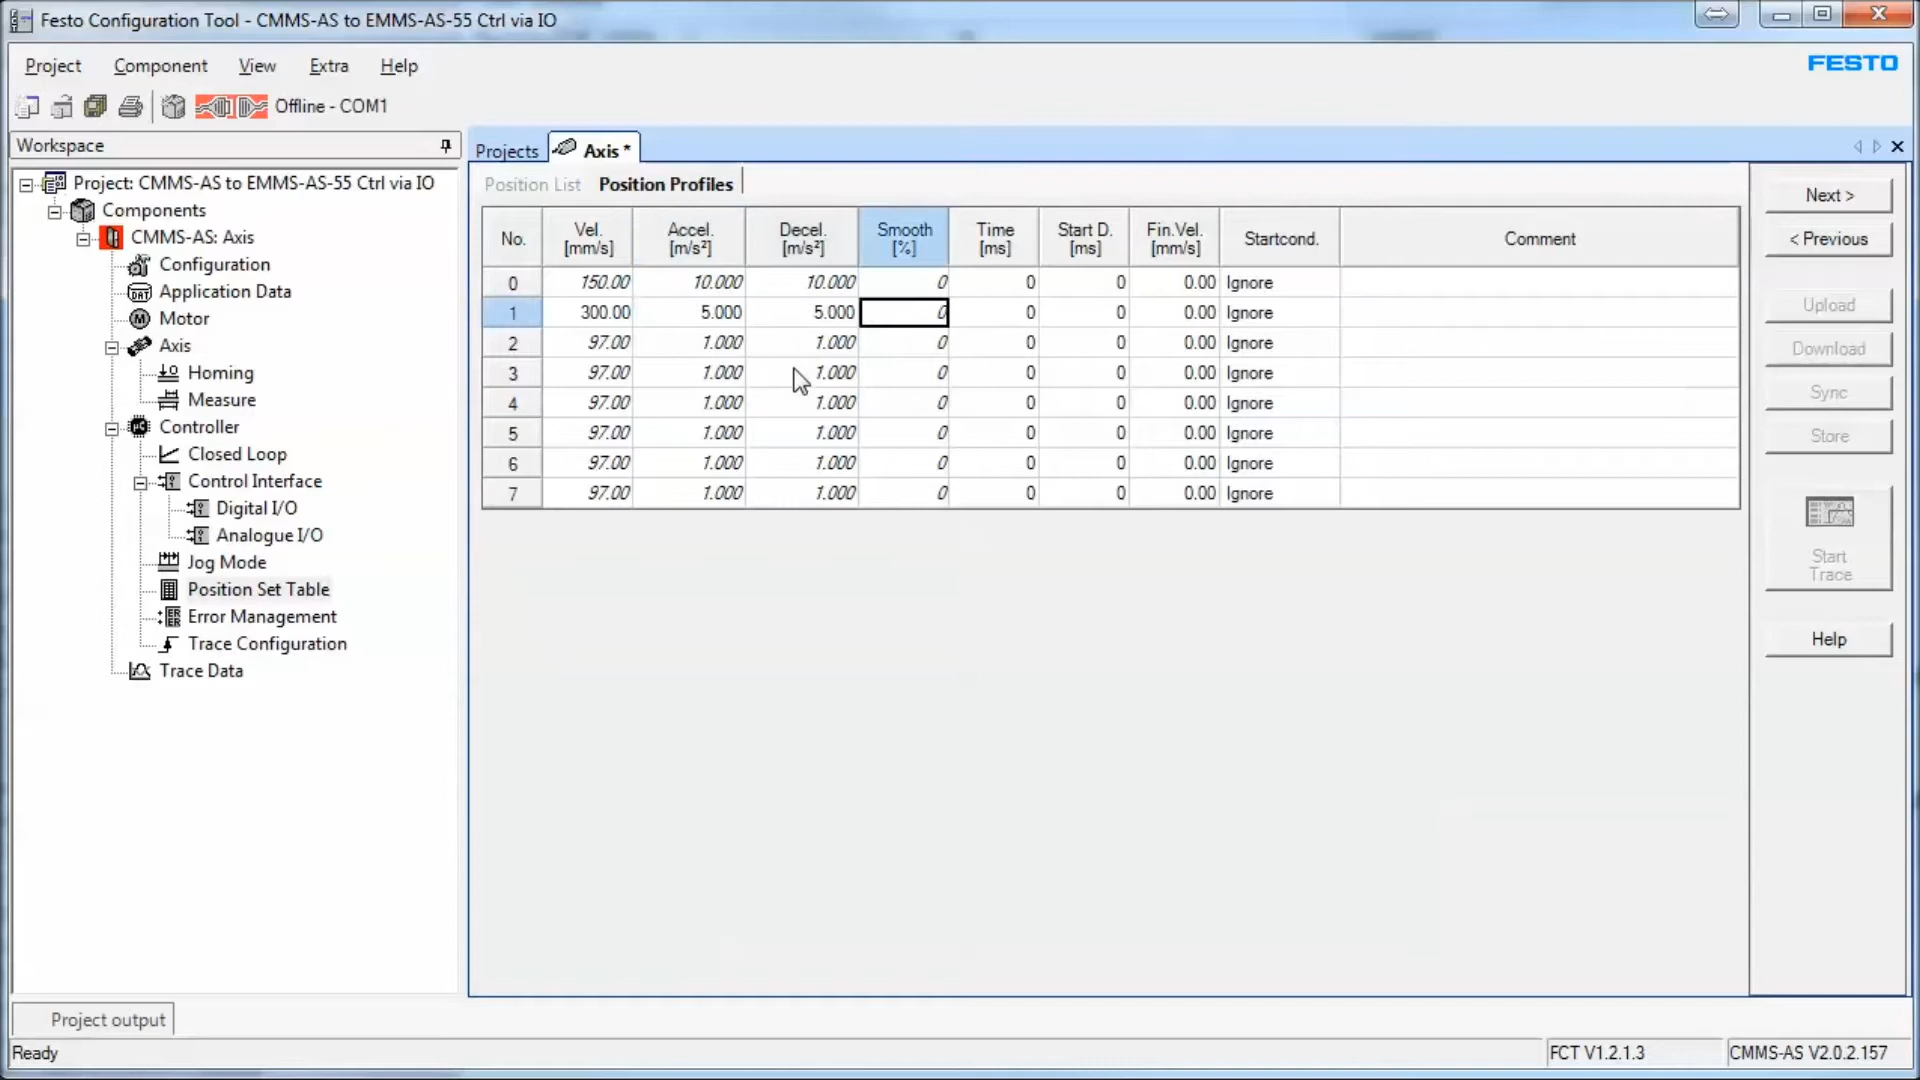 Festo Configuration Tool - CMMS-AS to EMMS-AS-55 Ctrl via IO
Project Component View Extra Help
FESTO
Offline - COM1
Workspace
Project: CMMS-AS to EMMS-AS-55 Ctrl via IO
Components
CMMS-AS: Axis
Configuration
Application Data
Motor
Axis
Homing
Measure
Controller
Closed Loop
Control Interface
Digital I/O
Analogue I/O
Jog Mode
Position Set Table
Error Management
Trace Configuration
Trace Data
Projects Axis *
Position List Position Profiles
No. Vel. [mm/s] Accel. [m/s²] Decel. [m/s²] Smooth [%] Time [ms] Start D. [ms] Fin.Vel. [mm/s] Startcond. Comment
0 150.00 10.000 10.000 0 0 0 0.00 Ignore
1 300.00 5.000 5.000 0 0 0 0.00 Ignore
2 97.00 1.000 1.000 0 0 0 0.00 Ignore
3 97.00 1.000 1.000 0 0 0 0.00 Ignore
4 97.00 1.000 1.000 0 0 0 0.00 Ignore
5 97.00 1.000 1.000 0 0 0 0.00 Ignore
6 97.00 1.000 1.000 0 0 0 0.00 Ignore
7 97.00 1.000 1.000 0 0 0 0.00 Ignore
Next >
< Previous
Upload
Download
Sync
Store
Start
Trace
Help
Project output
Ready
FCT V1.2.1.3
CMMS-AS V2.0.2.157